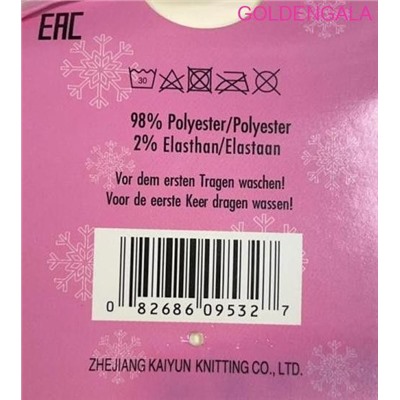 GOLDENGALA
EAC
30
98% Polyester/Polyester
2% Elasthan/Elastaan
Vor dem ersten Tragen waschen!
Voor de eerste Keer dragen wassen!
0 82686 09532 7
ZHEJIANG KAIYUN KNITTING CO., LTD.